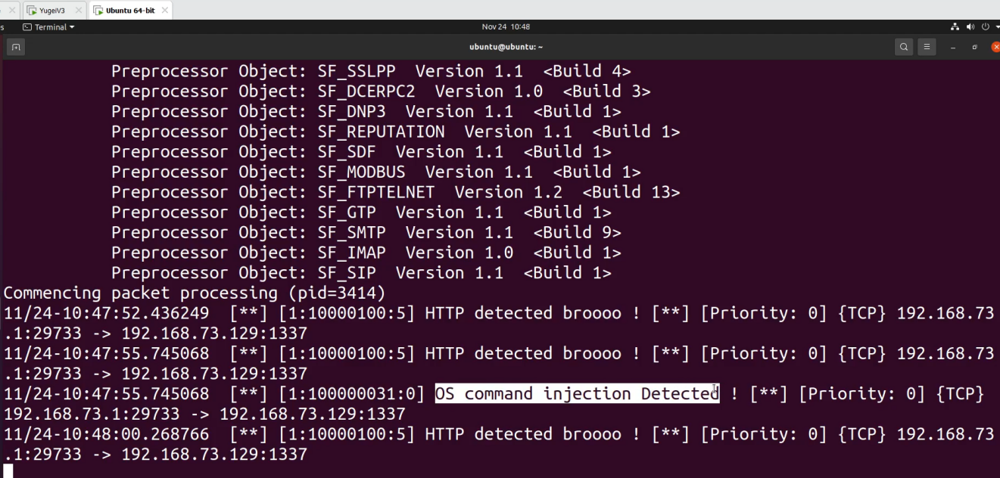 YugeiV3
Ubuntu 64-bit
Terminal
Nov 24 10:48
ubuntu@ubuntu: ~
Preprocessor Object: SF_SSLPP Version 1.1 <Build 4>
Preprocessor Object: SF_DCERPC2 Version 1.0 <Build 3>
Preprocessor Object: SF_DNP3 Version 1.1 <Build 1>
Preprocessor Object: SF_REPUTATION Version 1.1 <Build 1>
Preprocessor Object: SF_SDF Version 1.1 <Build 1>
Preprocessor Object: SF_MODBUS Version 1.1 <Build 1>
Preprocessor Object: SF_FTPTELNET Version 1.2 <Build 13>
Preprocessor Object: SF_GTP Version 1.1 <Build 1>
Preprocessor Object: SF_SMTP Version 1.1 <Build 9>
Preprocessor Object: SF_IMAP Version 1.0 <Build 1>
Preprocessor Object: SF_SIP Version 1.1 <Build 1>
Commencing packet processing (pid=3414)
11/24-10:47:52.436249 [**] [1:10000100:5] HTTP detected broooo ! [**] [Priority: 0] {TCP} 192.168.73
.1:29733 -> 192.168.73.129:1337
11/24-10:47:55.745068 [**] [1:10000100:5] HTTP detected broooo ! [**] [Priority: 0] {TCP} 192.168.73
.1:29733 -> 192.168.73.129:1337
11/24-10:47:55.745068 [**] [1:100000031:0] OS command injection Detected ! [**] [Priority: 0] {TCP}
192.168.73.1:29733 -> 192.168.73.129:1337
11/24-10:48:00.268766 [**] [1:10000100:5] HTTP detected broooo ! [**] [Priority: 0] {TCP} 192.168.73
.1:29733 -> 192.168.73.129:1337